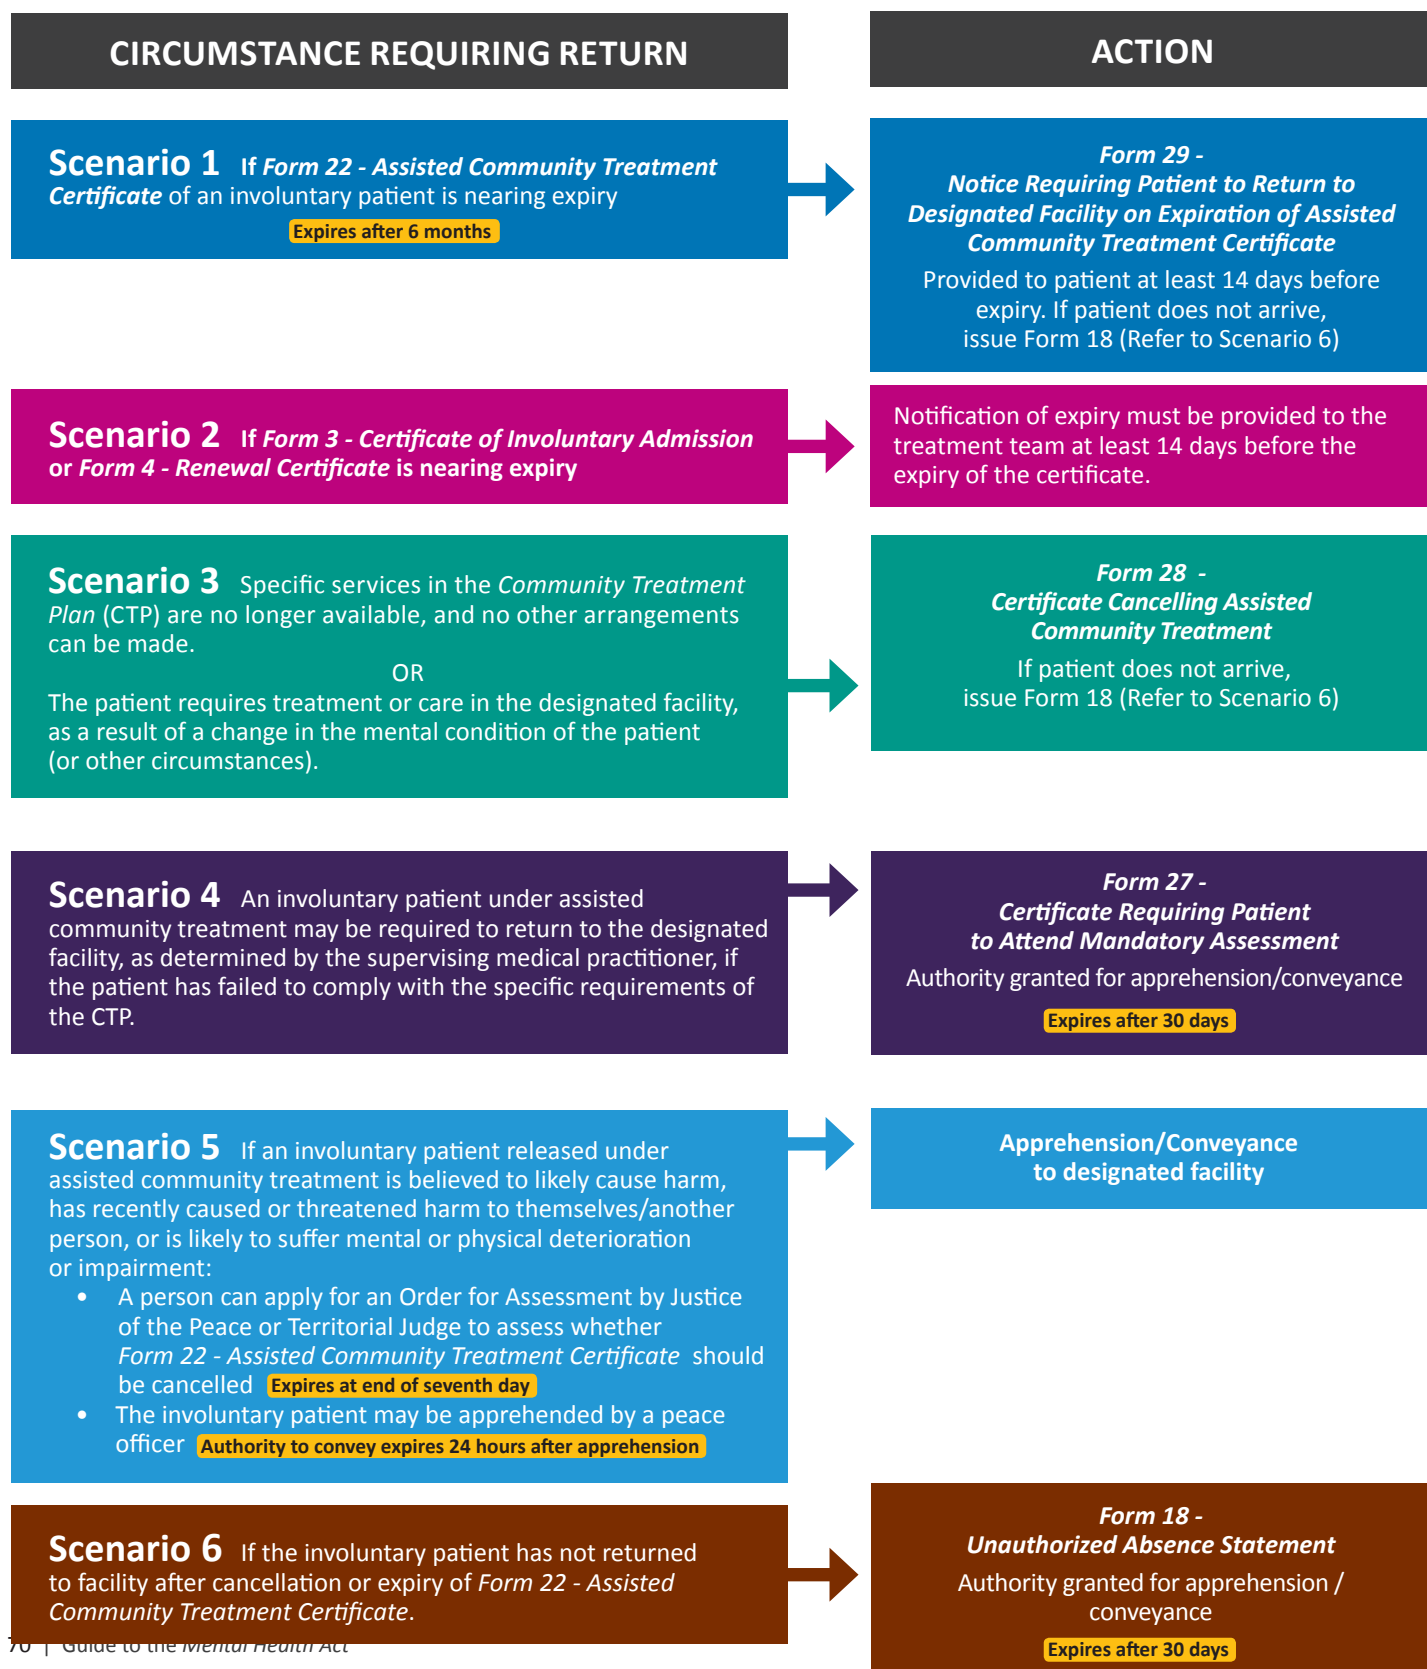 CIRCUMSTANCE REQUIRING RETURN
ACTION
Scenario 1 If Form 22 - Assisted Community Treatment
Certificate of an involuntary patient is nearing expiry
Expires after 6 months
Form 29 -
Notice Requiring Patient to Return to
Designated Facility on Expiration of Assisted
Community Treatment Certificate
Provided to patient at least 14 days before
expiry. If patient does not arrive,
issue Form 18 (Refer to Scenario 6)
Scenario 2 If Form 3 - Certificate of Involuntary Admission
or Form 4 - Renewal Certificate is nearing expiry
Notification of expiry must be provided to the
treatment team at least 14 days before the
expiry of the certificate.
Scenario 3 Specific services in the Community Treatment
Plan (CTP) are no longer available, and no other arrangements
can be made.
OR
The patient requires treatment or care in the designated facility,
as a result of a change in the mental condition of the patient
(or other circumstances).
Form 28 -
Certificate Cancelling Assisted
Community Treatment
If patient does not arrive,
issue Form 18 (Refer to Scenario 6)
Scenario 4 An involuntary patient under assisted
community treatment may be required to return to the designated
facility, as determined by the supervising medical practitioner, if
the patient has failed to comply with the specific requirements of
the CTP.
Form 27 -
Certificate Requiring Patient
to Attend Mandatory Assessment
Authority granted for apprehension/conveyance
Expires after 30 days
Scenario 5 If an involuntary patient released under
assisted community treatment is believed to likely cause harm,
has recently caused or threatened harm to themselves/another
person, or is likely to suffer mental or physical deterioration
or impairment:
• A person can apply for an Order for Assessment by Justice
of the Peace or Territorial Judge to assess whether
Form 22 - Assisted Community Treatment Certificate should
be cancelled Expires at end of seventh day
• The involuntary patient may be apprehended by a peace
officer Authority to convey expires 24 hours after apprehension
Apprehension/Conveyance
to designated facility
Scenario 6 If the involuntary patient has not returned
to facility after cancellation or expiry of Form 22 - Assisted
Community Treatment Certificate.
Form 18 -
Unauthorized Absence Statement
Authority granted for apprehension /
conveyance
Expires after 30 days
70 | Guide to the Mental Health Act